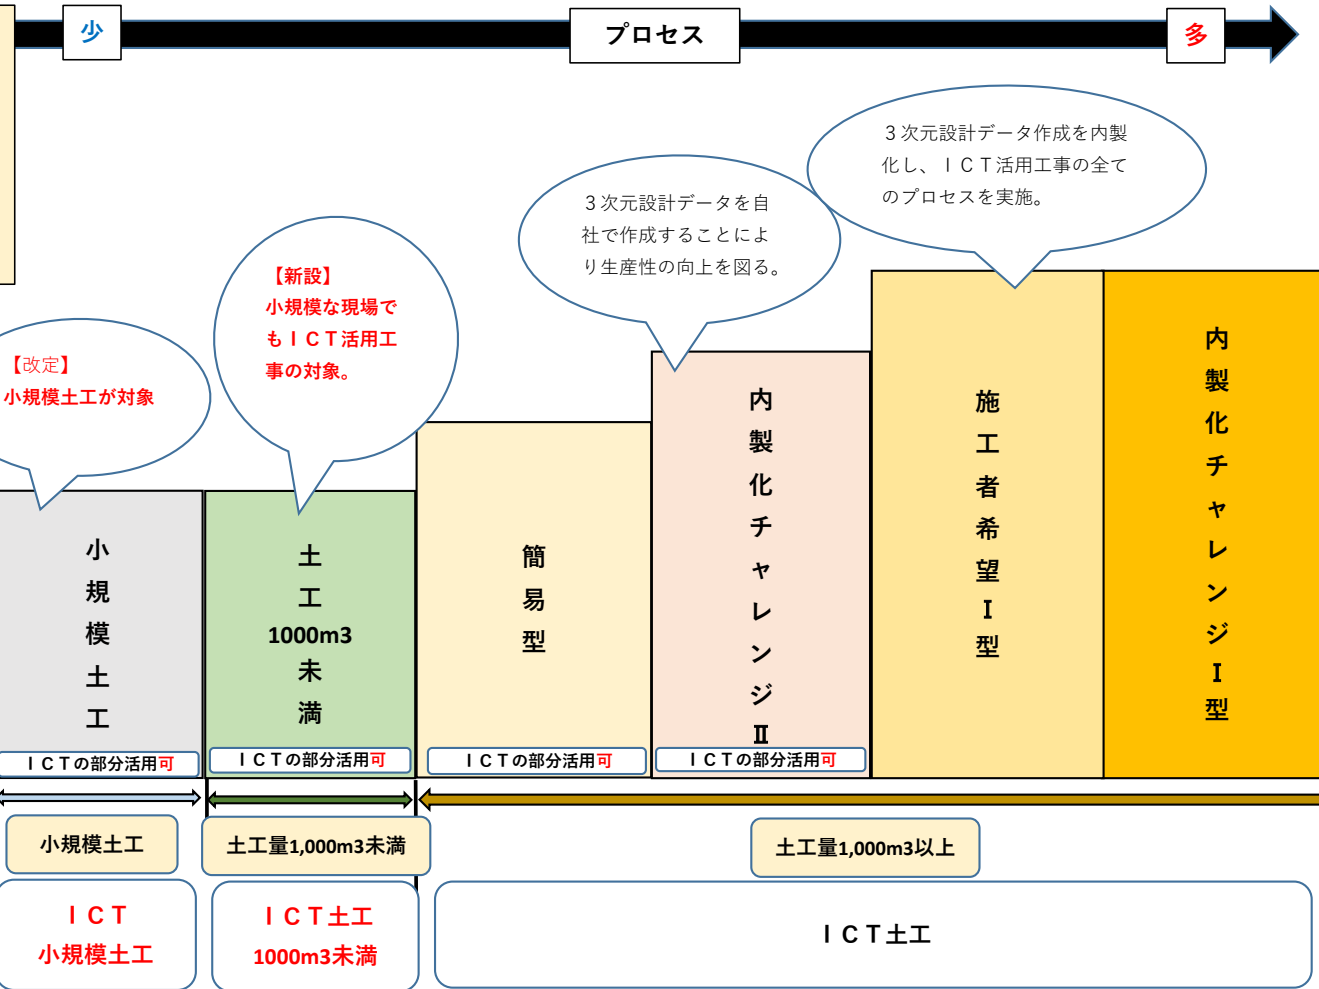 少
プロセス
多
３次元設計データ作成を内製
化し、ＩＣＴ活用工事の全て
のプロセスを実施。
３次元設計データを自
社で作成することによ
り生産性の向上を図る。
【新設】
小規模な現場で
もＩＣＴ活用工
事の対象。
【改定】
小規模土工が対象
小規模土工
土工1000m3未満
簡易型
内製化チャレンジⅡ
施工者希望Ⅰ型
内製化チャレンジⅠ型
ＩＣＴの部分活用可
ＩＣＴの部分活用可
ＩＣＴの部分活用可
ＩＣＴの部分活用可
小規模土工
土工量1,000m3未満
土工量1,000m3以上
ＩＣＴ
小規模土工
ＩＣＴ土工
1000m3未満
ＩＣＴ土工